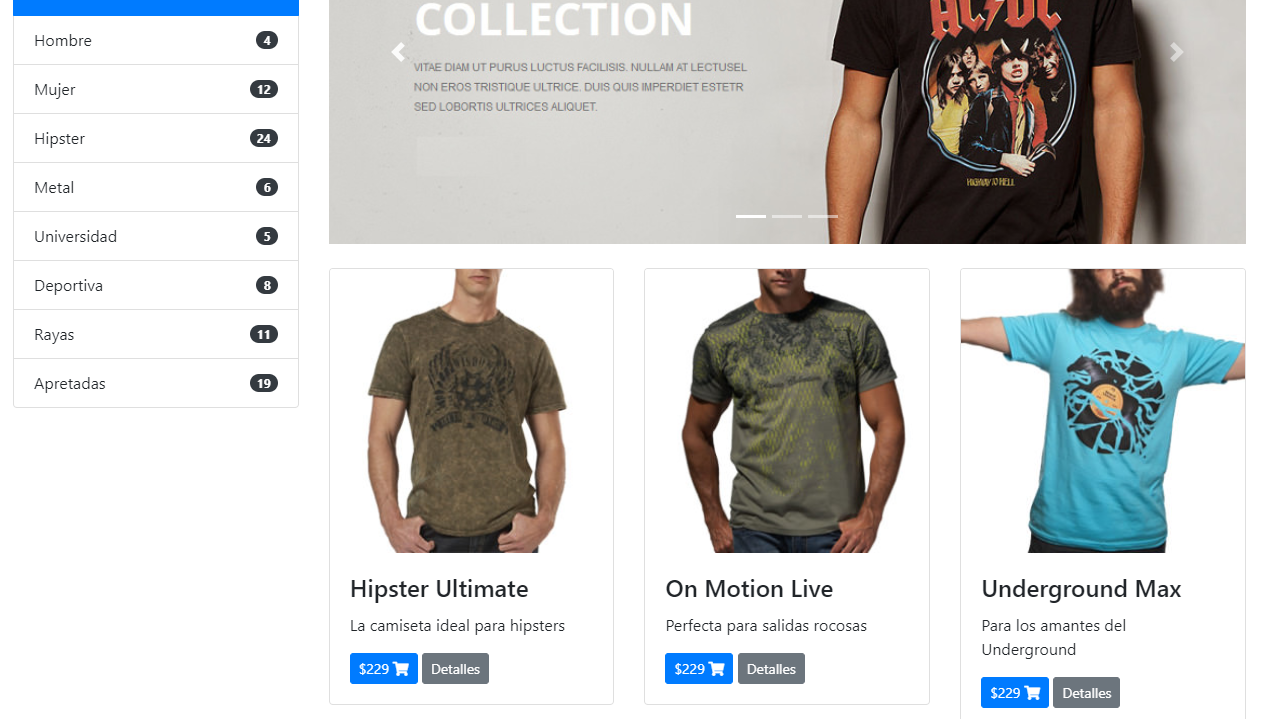 Hombre 4
Mujer 12
Hipster 24
Metal 6
Universidad 5
Deportiva 8
Rayas 11
Apretadas 19
COLLECTION
VITAE DIAM UT PURUS LUCTUS FACILISIS. NULLAM AT LECTUSEL
NON EROS TRISTIQUE ULTRICE. DUIS QUIS IMPERDIET ESTETR
SED LOBORTIS ULTRICES ALIQUET.
AC/DC
HIGHWAY TO HELL
Hipster Ultimate
La camiseta ideal para hipsters
$229 Detalles
On Motion Live
Perfecta para salidas rocosas
$229 Detalles
Underground Max
Para los amantes del
Underground
$229 Detalles